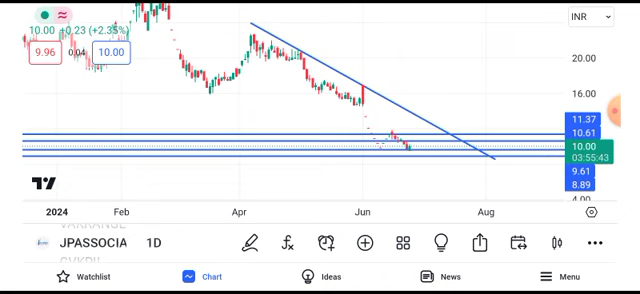 10.00 +0.23 (+2.35%)
9.96 0.04 10.00
INR
20.00
16.00
11.37
10.61
10.00
03:55:43
9.61
8.89
4.00
2024 Feb Apr Jun Aug
JPASSOCIA 1D
Watchlist Chart Ideas News Menu